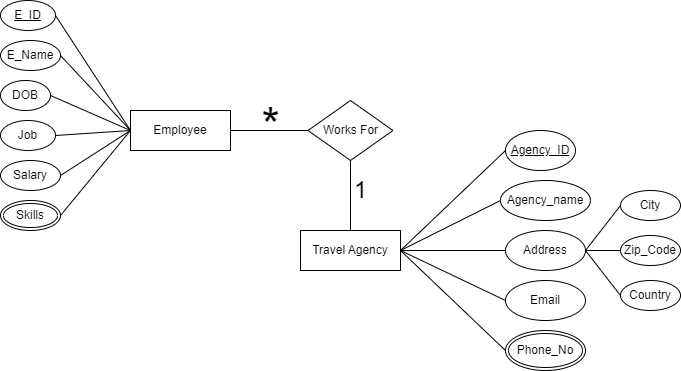 E_ID
E_Name
DOB
Job
Salary
Skills
Employee
*
Works For
1
Travel Agency
Agency_ID
Agency_name
Address
Email
Phone_No
City
Zip_Code
Country